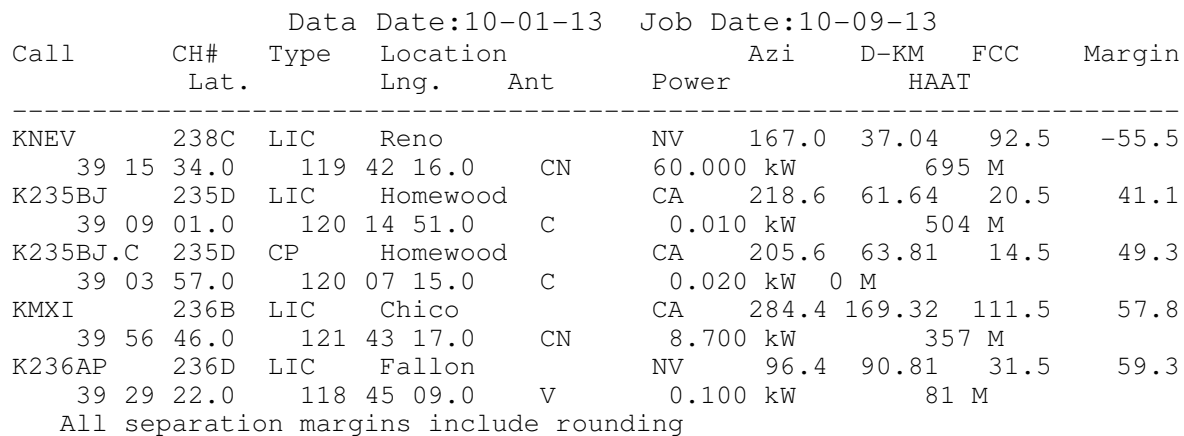 Data Date:10-01-13  Job Date:10-09-13
Call      CH#   Type   Location               Azi    D-KM   FCC    Margin
           Lat.        Lng.    Ant        Power           HAAT
-------------------------------------------------------------------------
KNEV      238C  LIC    Reno             NV    167.0  37.04   92.5   -55.5
    39 15 34.0    119 42 16.0    CN      60.000 kW        695 M
K235BJ    235D  LIC    Homewood         CA    218.6  61.64   20.5    41.1
    39 09 01.0    120 14 51.0    C        0.010 kW        504 M
K235BJ.C  235D  CP     Homewood         CA    205.6  63.81   14.5    49.3
    39 03 57.0    120 07 15.0    C        0.020 kW  0 M
KMXI      236B  LIC    Chico            CA    284.4 169.32  111.5    57.8
    39 56 46.0    121 43 17.0    CN       8.700 kW        357 M
K236AP    236D  LIC    Fallon           NV     96.4  90.81   31.5    59.3
    39 29 22.0    118 45 09.0    V        0.100 kW        81 M
   All separation margins include rounding